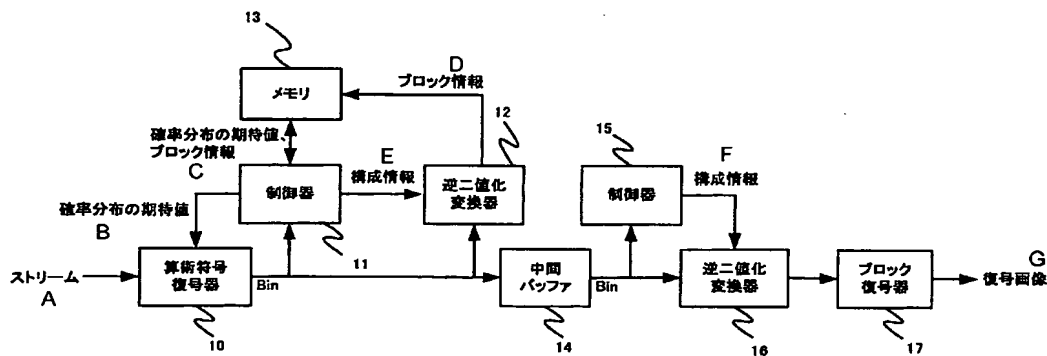 13
D
ブロック情報
メモリ
12
15
確率分布の期待値、
ブロック情報
C
E
構成情報
F
構成情報
制御器
逆二値化
変換器
制御器
確率分布の期待値
B
11
ストリーム
A
算術符号
復号器
Bin
中間
バッファ
Bin
逆二値化
変換器
ブロック
復号器
G
復号画像
10
14
16
17